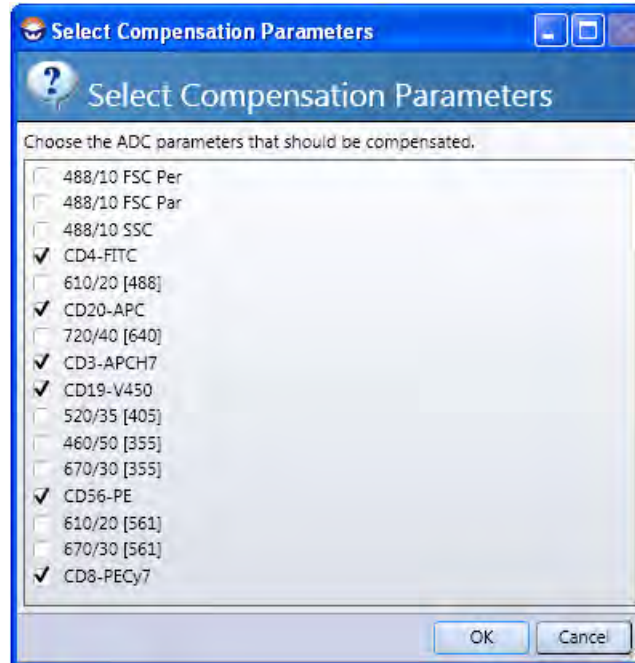 Select Compensation Parameters
Select Compensation Parameters
Choose the ADC parameters that should be compensated.
488/10 FSC Per
488/10 FSC Par
488/10 SSC
CD4-FITC
610/20 [488]
CD20-APC
720/40 [640]
CD3-APCH7
CD19-V450
520/35 [405]
460/50 [355]
670/30 [355]
CD56-PE
610/20 [561]
670/30 [561]
CD8-PECy7
OK Cancel